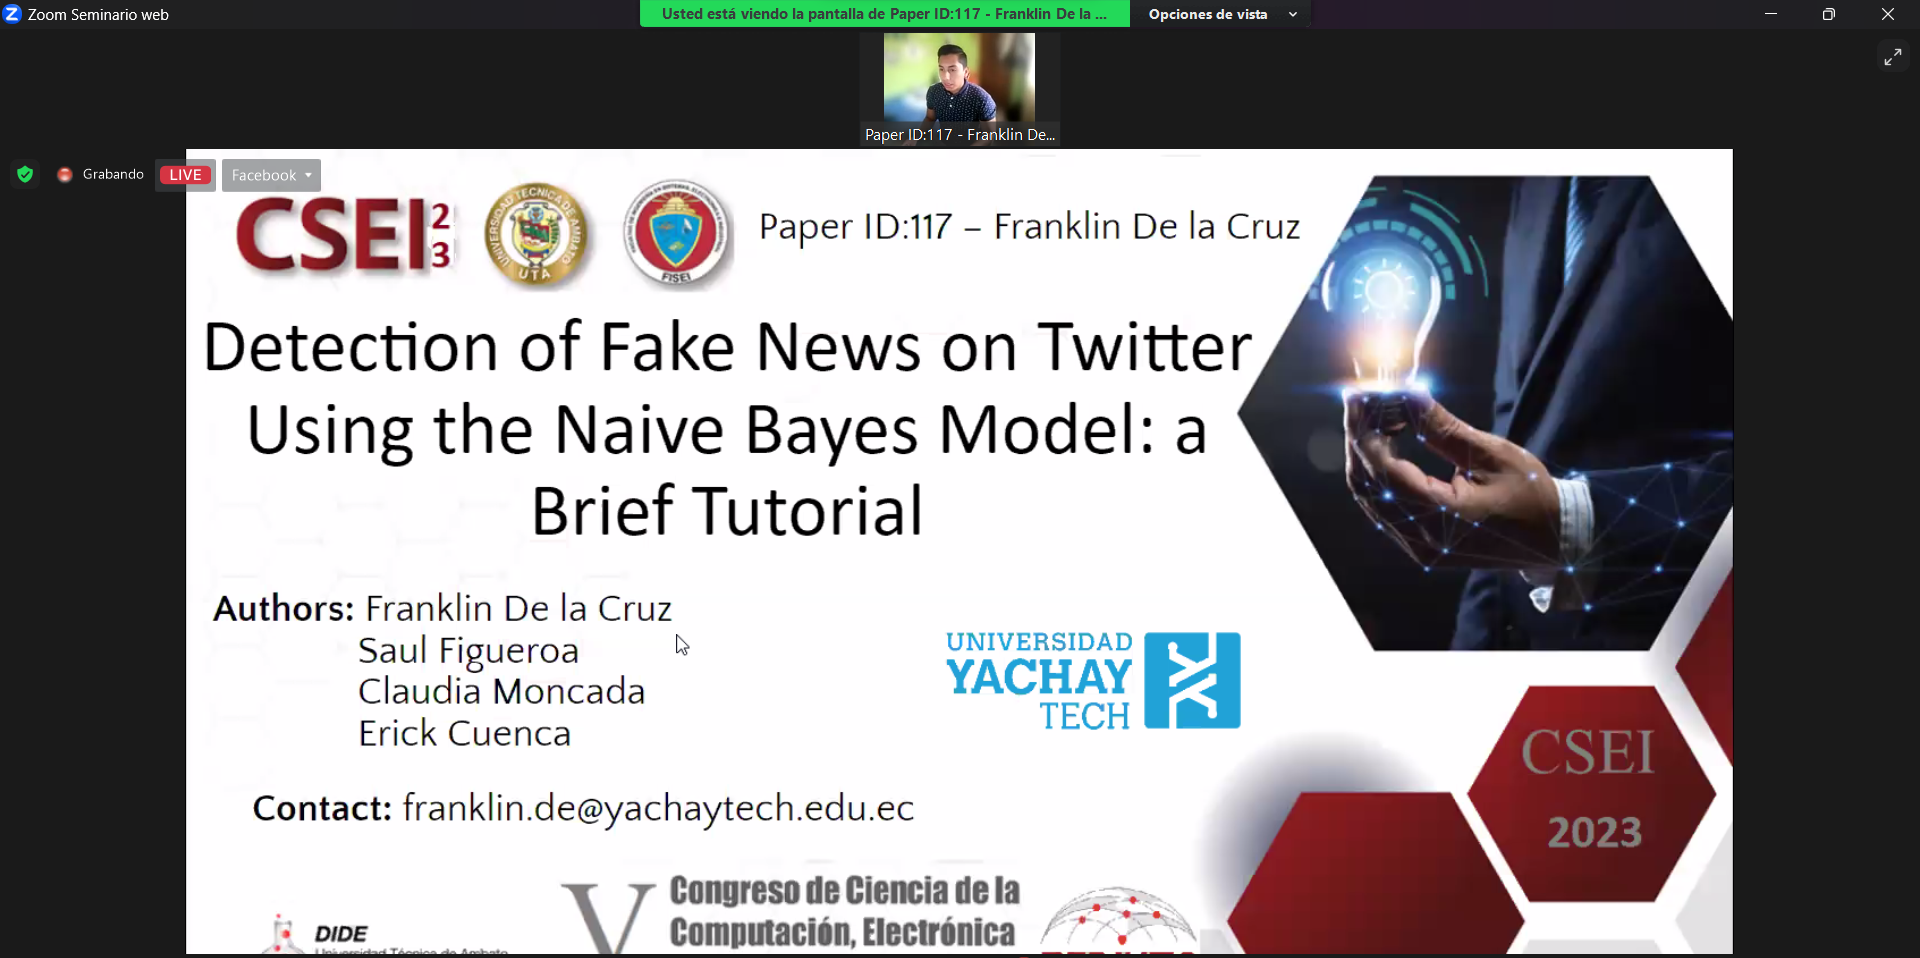 Zoom Seminario web
Usted está viendo la pantalla de Paper ID:117 - Franklin De la ...
Opciones de vista
Paper ID:117 - Franklin De...
Grabando
LIVE
Facebook
CSEI 23
UNIVERSIDAD TECNICA DE AMBATO
UTA
FISEI
Paper ID:117 – Franklin De la Cruz
Detection of Fake News on Twitter
Using the Naive Bayes Model: a
Brief Tutorial
Authors: Franklin De la Cruz
Saul Figueroa
Claudia Moncada
Erick Cuenca
UNIVERSIDAD
YACHAY
TECH
Contact: franklin.de@yachaytech.edu.ec
CSEI
2023
DIDE
Universidad Técnica de Ambato
V
Congreso de Ciencia de la
Computación, Electrónica